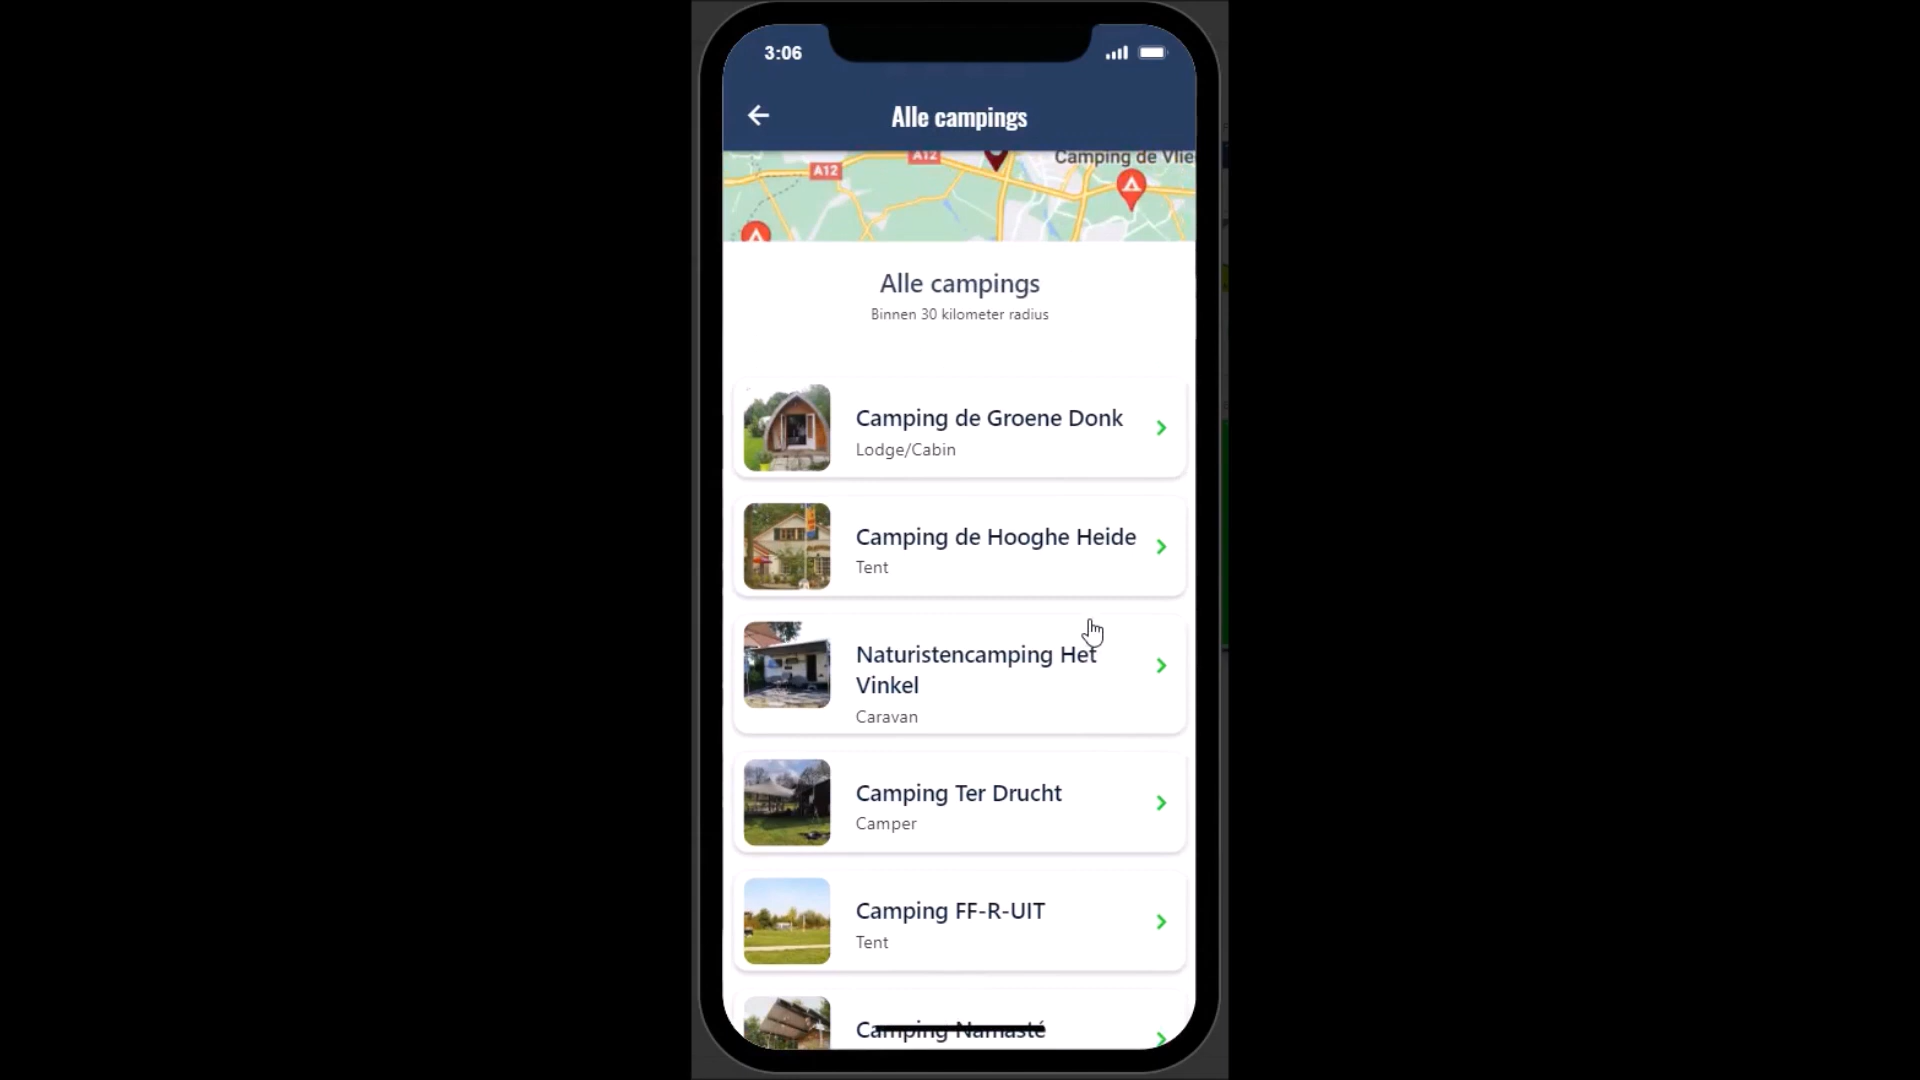 3:06
Alle campings
A12
A12
Camping de Vlie
Alle campings
Binnen 30 kilometer radius
Camping de Groene Donk
Lodge/Cabin
Camping de Hooghe Heide
Tent
Naturistencamping Het
Vinkel
Caravan
Camping Ter Drucht
Camper
Camping FF-R-UIT
Tent
Camping Namasté